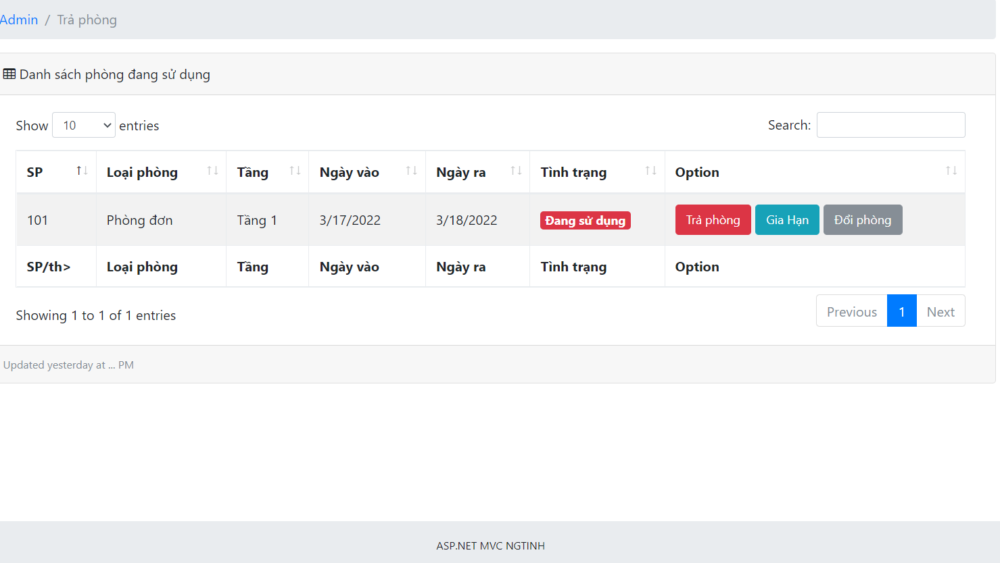 Admin / Trả phòng
Danh sách phòng đang sử dụng
Show 10 entries Search:
SP Loại phòng Tầng Ngày vào Ngày ra Tình trạng Option
101 Phòng đơn Tầng 1 3/17/2022 3/18/2022 Đang sử dụng Trả phòng Gia Hạn Đổi phòng
SP/th> Loại phòng Tầng Ngày vào Ngày ra Tình trạng Option
Showing 1 to 1 of 1 entries Previous 1 Next
Updated yesterday at ... PM
ASP.NET MVC NGTINH